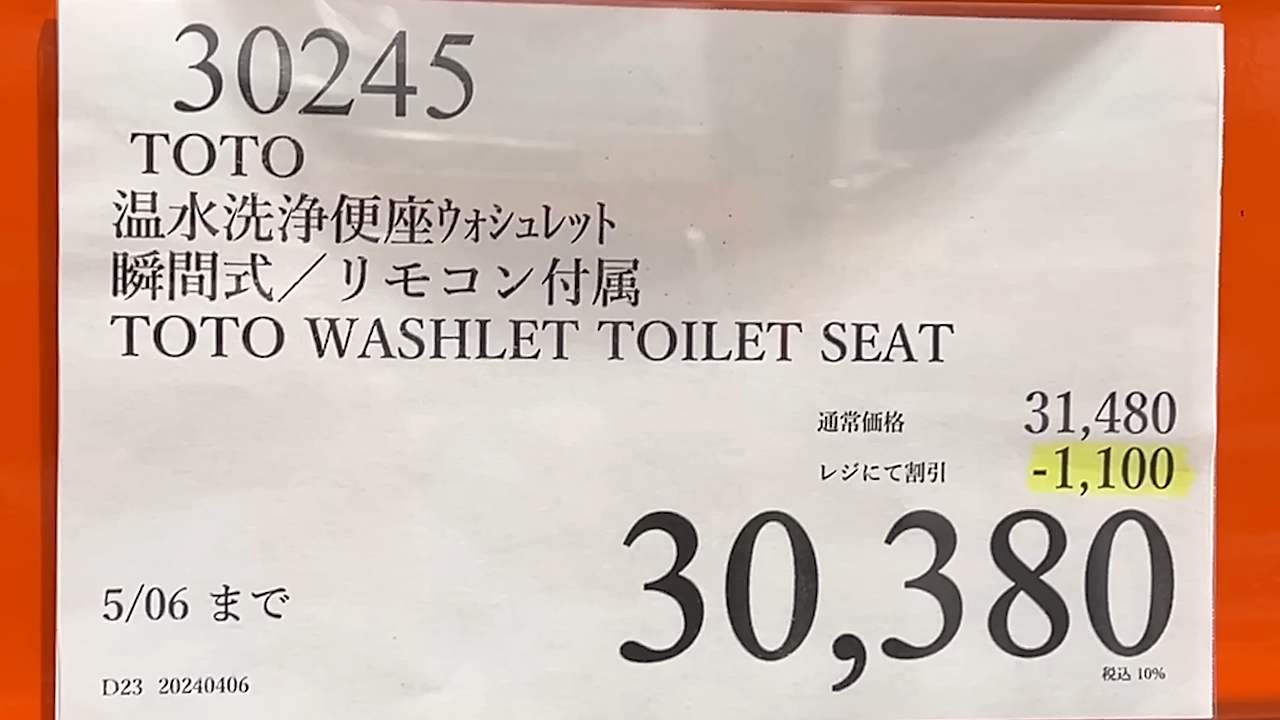 30245
TOTO
温水洗浄便座ｳｫｼｭﾚｯﾄ
瞬間式／リモコン付属
TOTO WASHLET TOILET SEAT
通常価格 31,480
レジにて割引 -1,100
30,380
5/06 まで
税込 10%
D23 20240406